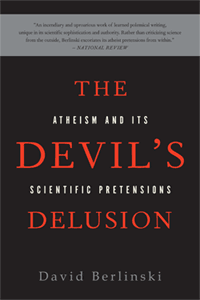 "An incendiary and uproarious work of learned polemical writing,
unique in its scientific sophistication and authority. Rather than criticizing science
from the outside, Berlinski excoriates its atheist pretensions from within."
—NATIONAL REVIEW
THE
ATHEISM AND ITS
DEVIL'S
SCIENTIFIC PRETENSIONS
DELUSION
David Berlinski